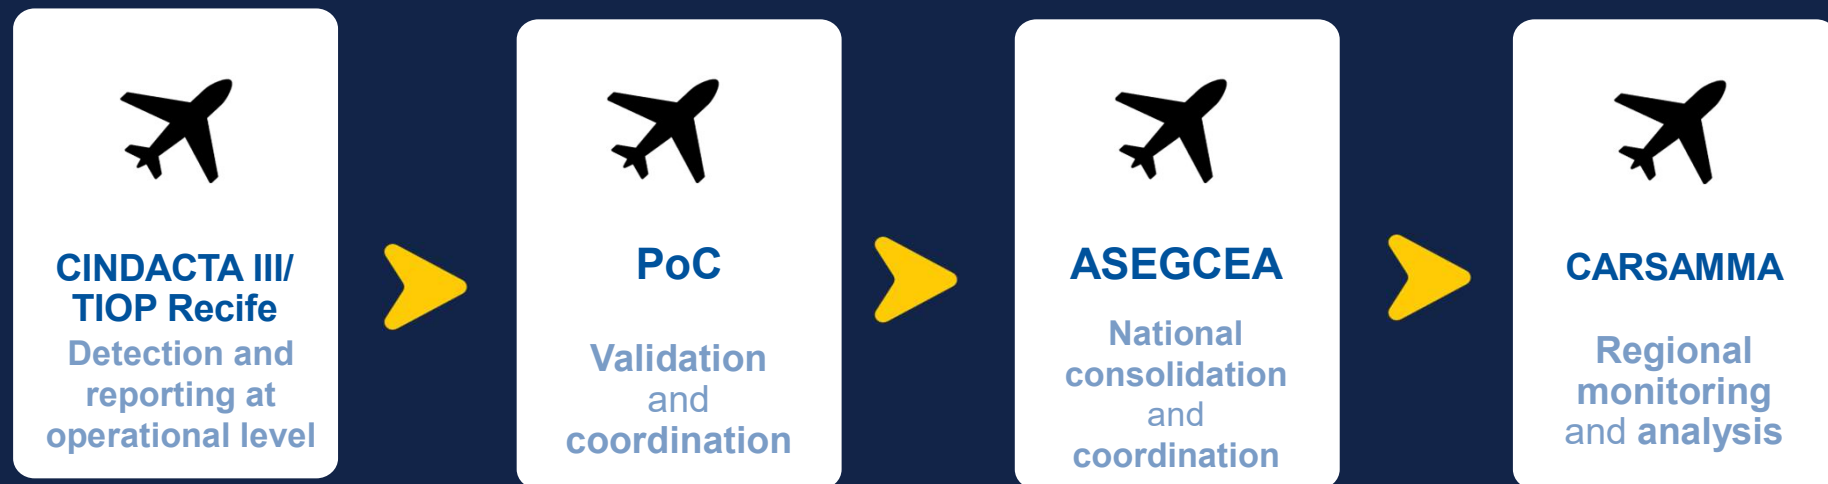 CINDACTA III/
TIOP Recife
Detection and
reporting at
operational level
PoC
Validation
and
coordination
ASEGCEA
National
consolidation
and
coordination
CARSAMMA
Regional
monitoring
and analysis